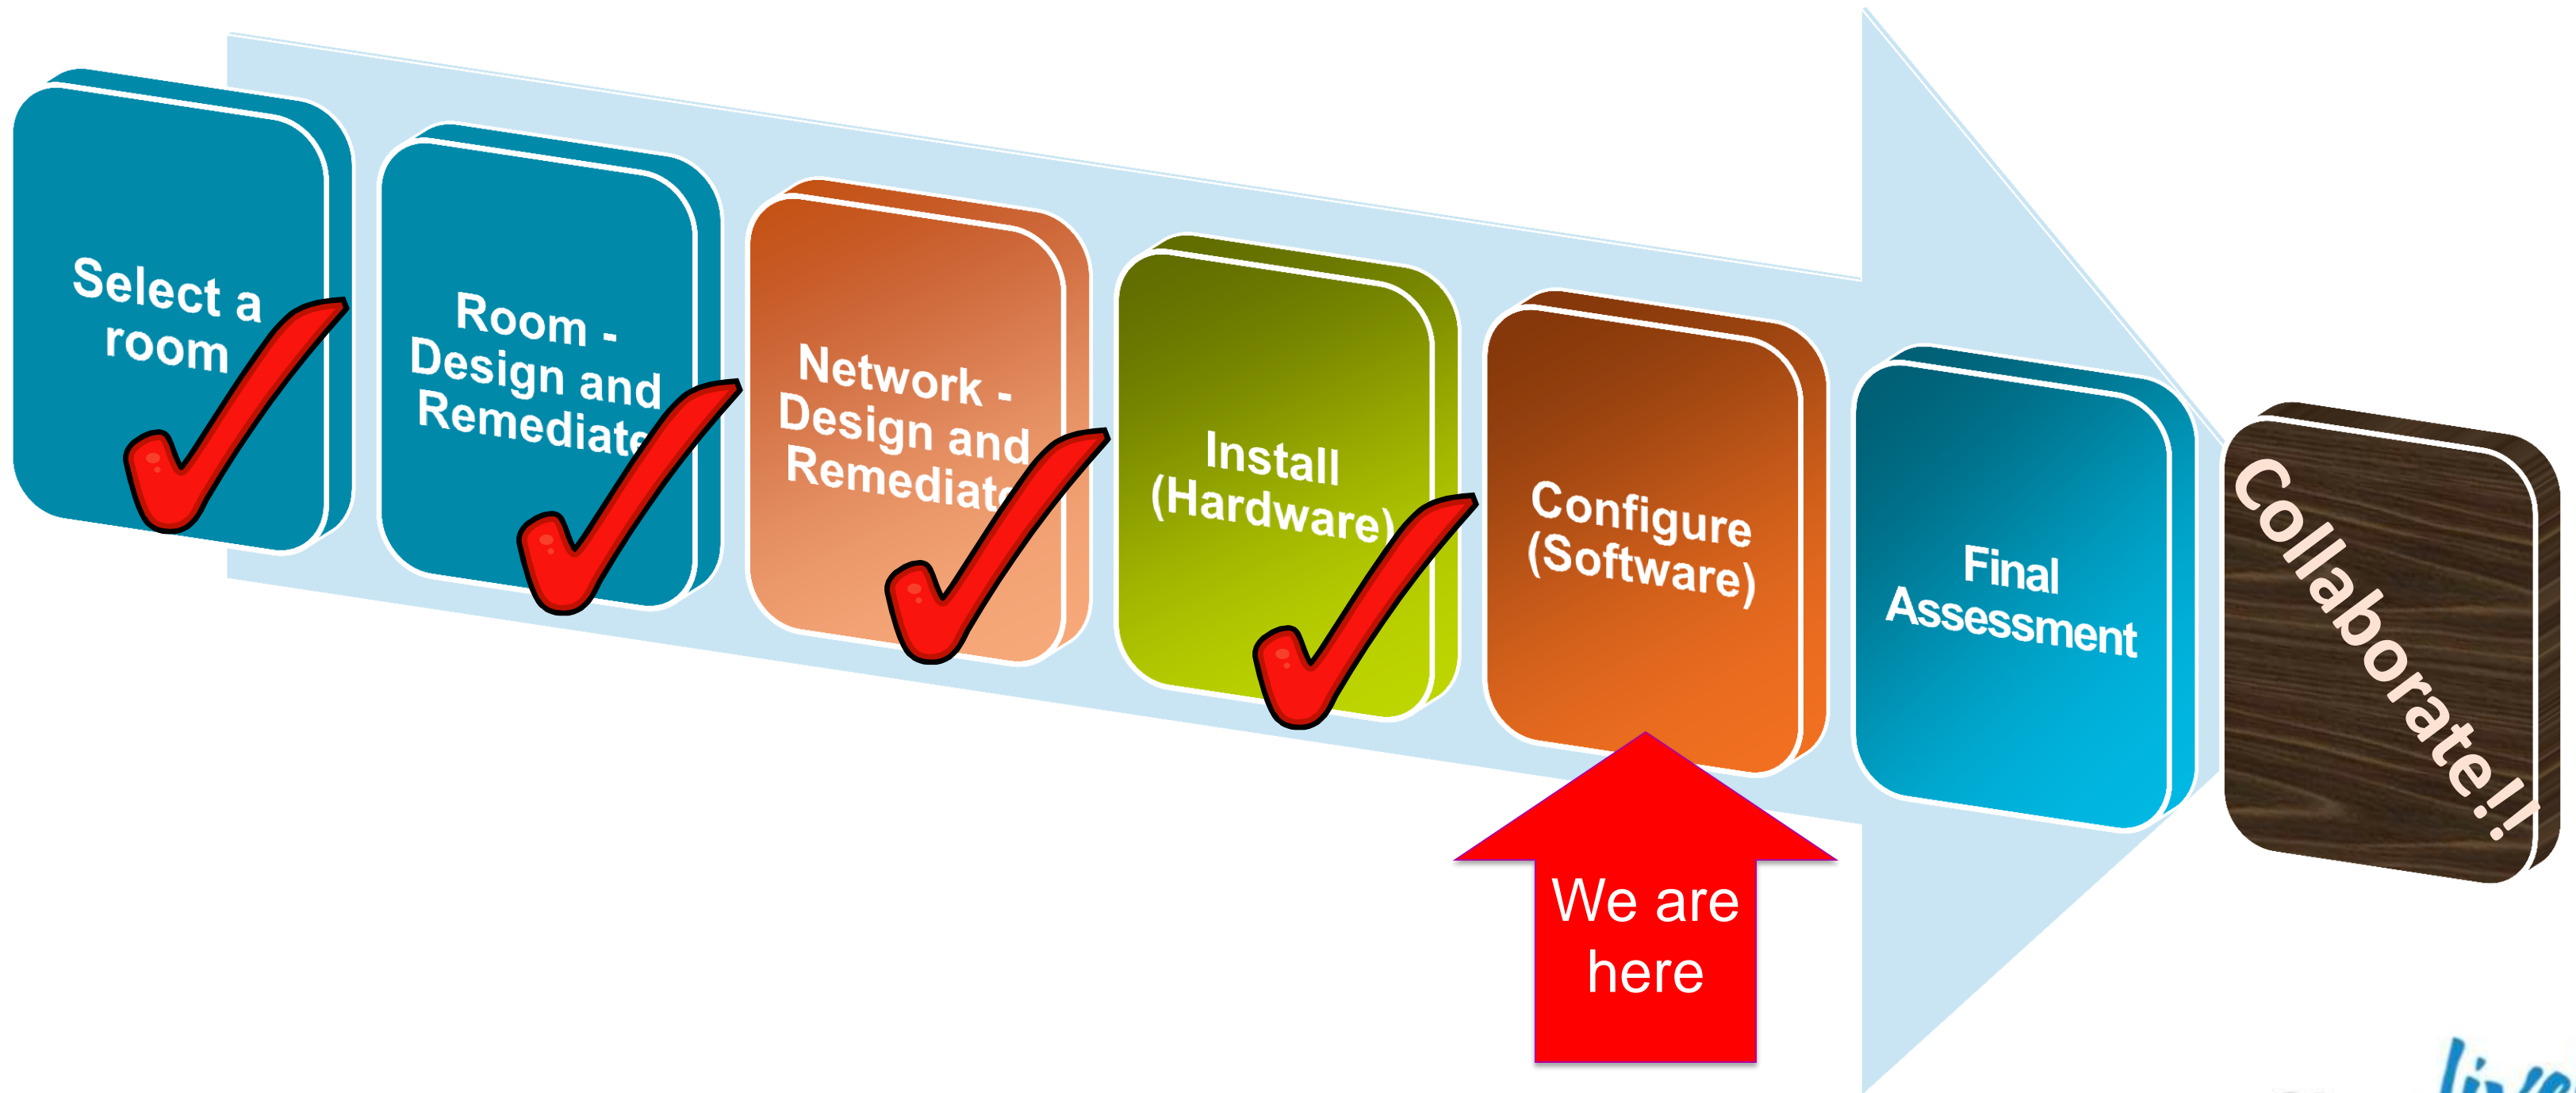 Select a
room
Room -
Design and
Remediate
Network -
Design and
Remediate
Install
(Hardware)
Configure
(Software)
Final
Assessment
Collaborate!!
We are
here